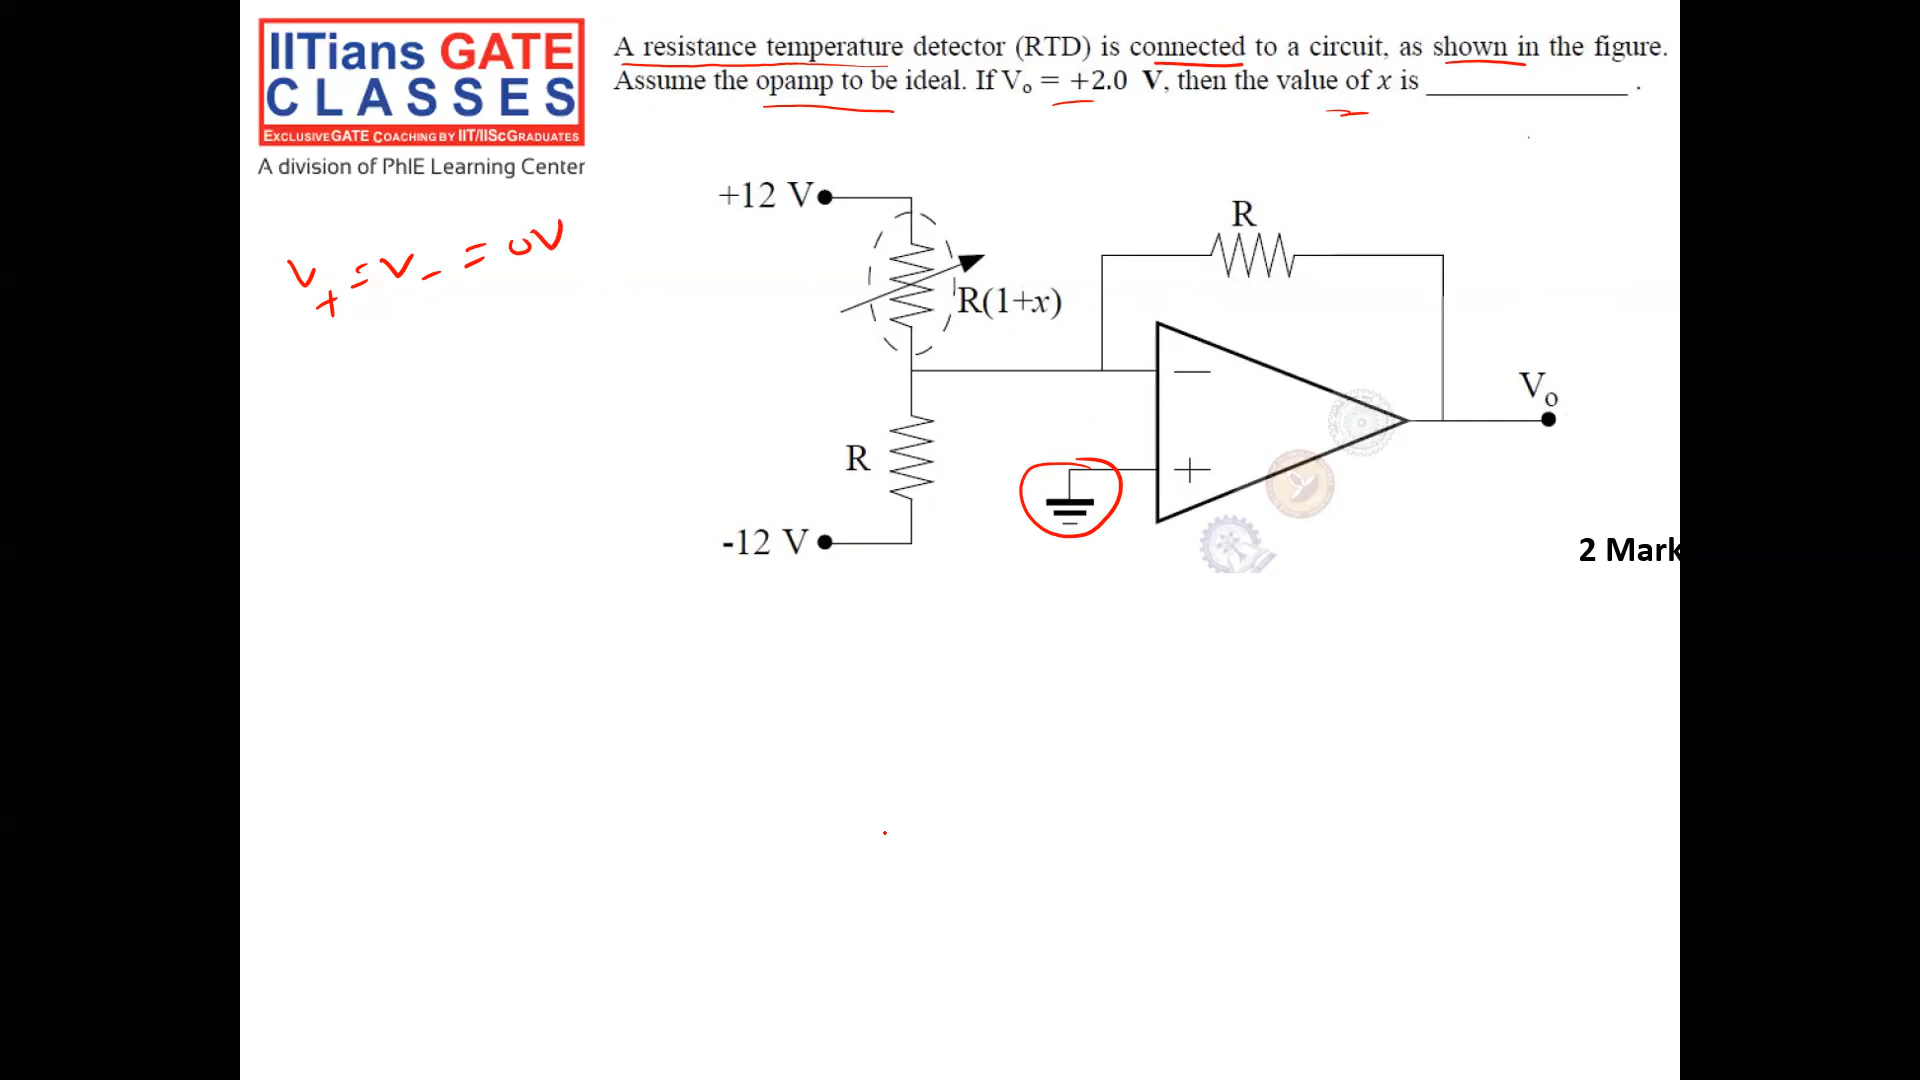 IITians GATE
CLASSES
EXCLUSIVE GATE COACHING BY IIT/IISC GRADUATES
A division of PhIE Learning Center
A resistance temperature detector (RTD) is connected to a circuit, as shown in the figure.
Assume the opamp to be ideal. If Vₒ = +2.0 V, then the value of x is ______________ .
V₊ = V₋ = 0V
+12 V
R
R(1+x)
−
Vₒ
R
+
-12 V
2 Mark